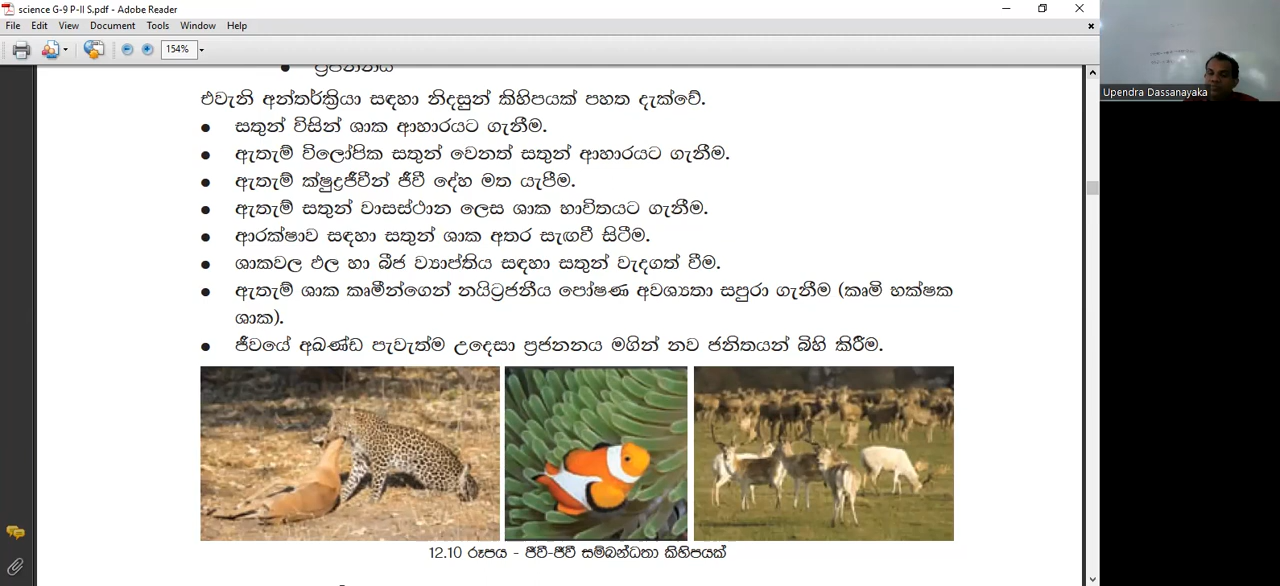 science G-9 P-II S.pdf - Adobe Reader
File Edit View Document Tools Window Help
154%
Upendra Dassanayaka
● ප්‍රජනනය
එවැනි අන්තර්ක්‍රියා සඳහා නිදසුන් කිහිපයක් පහත දැක්වේ.
● සතුන් විසින් ශාක ආහාරයට ගැනීම.
● ඇතැම් විලෝපික සතුන් වෙනත් සතුන් ආහාරයට ගැනීම.
● ඇතැම් ක්ෂුද්‍රජීවීන් ජීවී දේහ මත යැපීම.
● ඇතැම් සතුන් වාසස්ථාන ලෙස ශාක භාවිතයට ගැනීම.
● ආරක්ෂාව සඳහා සතුන් ශාක අතර සැඟවී සිටීම.
● ශාකවල ඵල හා බීජ ව්‍යාප්තිය සඳහා සතුන් වැදගත් වීම.
● ඇතැම් ශාක කෘමීන්ගෙන් නයිට්‍රජනීය පෝෂණ අවශ්‍යතා සපුරා ගැනීම (කෘමි භක්ෂක
ශාක).
● ජීවයේ අඛණ්ඩ පැවැත්ම උදෙසා ප්‍රජනනය මගින් නව ජනිතයන් බිහි කිරීම.
12.10 රූපය - ජීවී-ජීවී සම්බන්ධතා කිහිපයක්